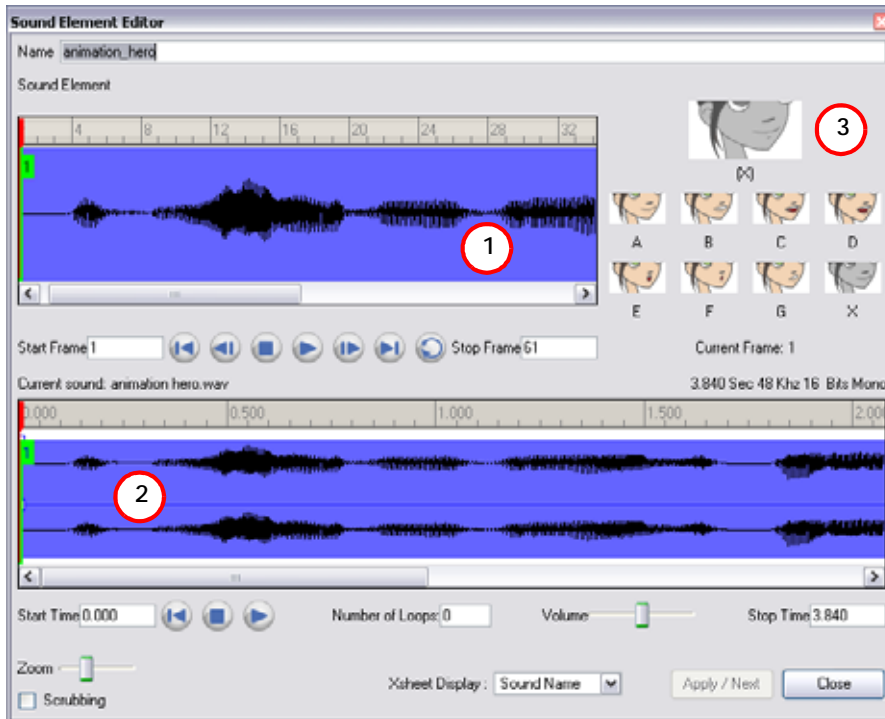 Sound Element Editor
Name animation_hero
Sound Element
4 8 12 16 20 24 28 32
1
1
3
(X)
A B C D
E F G X
Start Frame 1 Stop Frame 61 Current Frame: 1
Current sound: animation hero.wav 3.840 Sec 48 Khz 16 Bits Mono
0.000 0.500 1.000 1.500 2.000
1
2
Start Time 0.000 Number of Loops: 0 Volume Stop Time 3.840
Zoom
Scrubbing
Xsheet Display : Sound Name Apply / Next Close